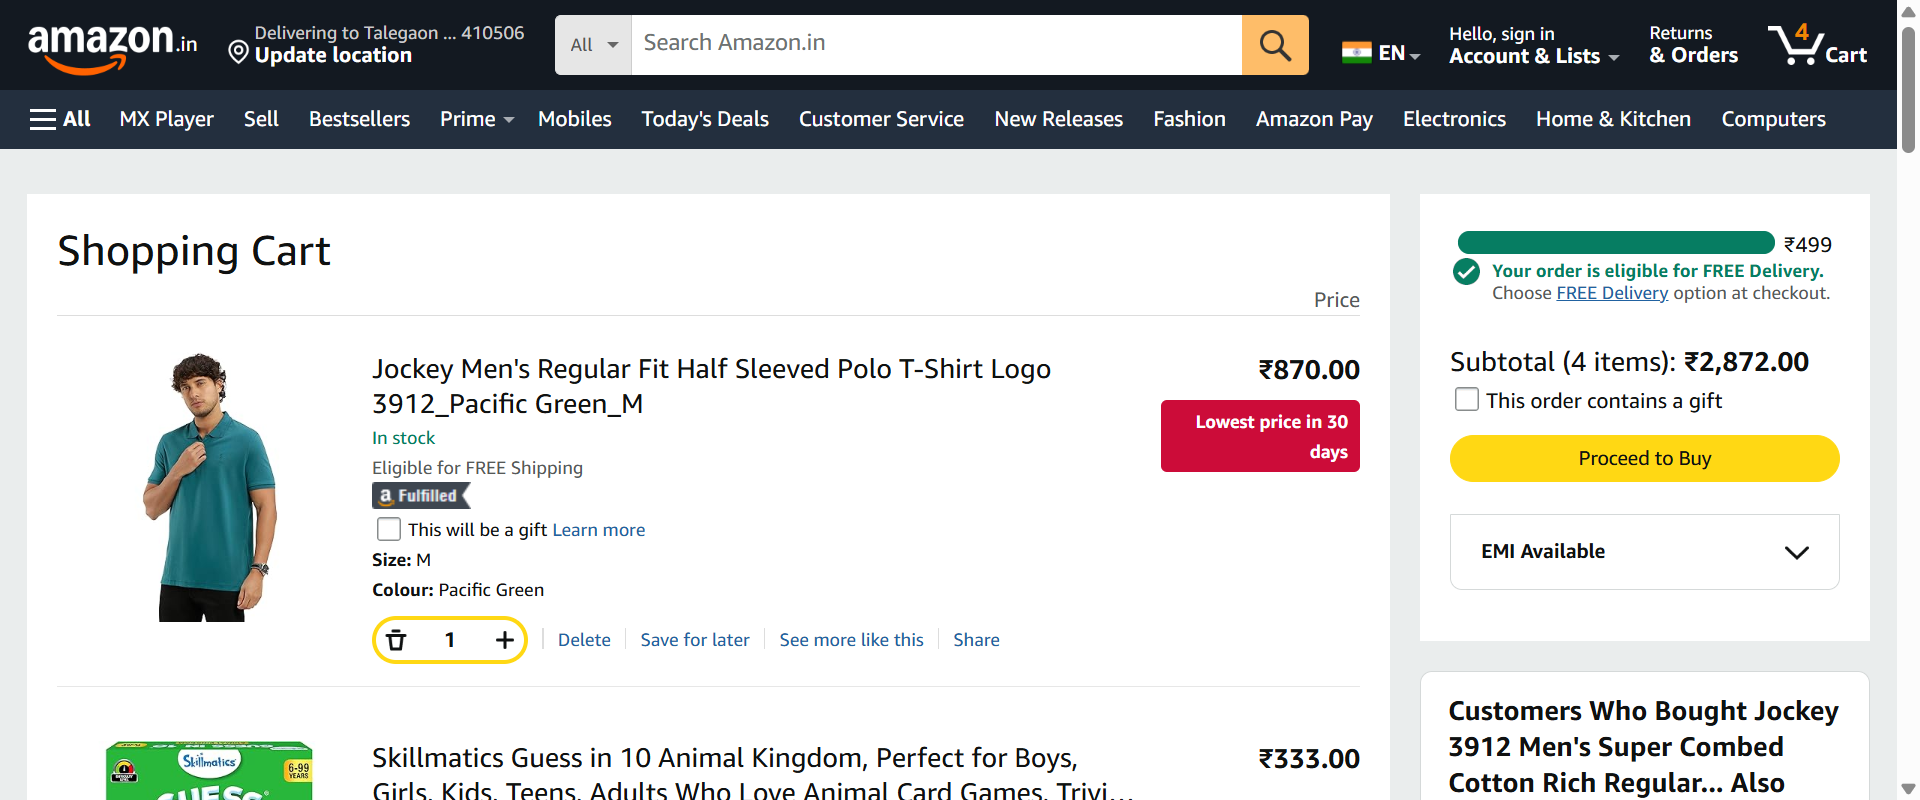 amazon.in
Delivering to Talegaon ... 410506
Update location
All
Search Amazon.in
EN
Hello, sign in
Account & Lists
Returns
& Orders
4
Cart
All
MX Player
Sell
Bestsellers
Prime
Mobiles
Today's Deals
Customer Service
New Releases
Fashion
Amazon Pay
Electronics
Home & Kitchen
Computers
Shopping Cart
Price
Jockey Men's Regular Fit Half Sleeved Polo T-Shirt Logo
3912_Pacific Green_M
₹870.00
Lowest price in 30
days
In stock
Eligible for FREE Shipping
a Fulfilled
This will be a gift Learn more
Size: M
Colour: Pacific Green
1
Delete
Save for later
See more like this
Share
Skillmatics
6-99
YEARS
GUESS
Skillmatics Guess in 10 Animal Kingdom, Perfect for Boys,
Girls, Kids, Teens, Adults Who Love Animal Card Games, Trivi...
₹333.00
₹499
Your order is eligible for FREE Delivery.
Choose FREE Delivery option at checkout.
Subtotal (4 items): ₹2,872.00
This order contains a gift
Proceed to Buy
EMI Available
Customers Who Bought Jockey
3912 Men's Super Combed
Cotton Rich Regular... Also